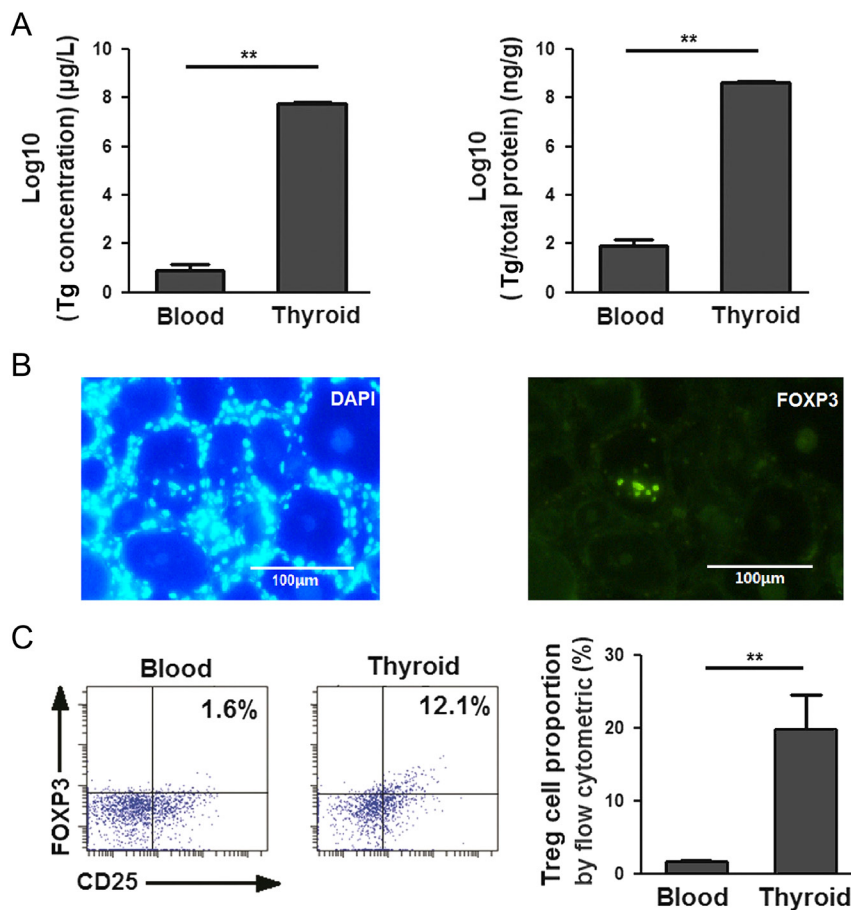 A
Log10
(Tg concentration) (µg/L)
10
8
6
4
2
0
**
Blood
Thyroid
Log10
( Tg/total protein) (ng/g)
10
8
6
4
2
0
**
Blood
Thyroid
B
DAPI
100µm
FOXP3
100µm
C
Blood
1.6%
Thyroid
12.1%
FOXP3
CD25
Treg cell proportion
by flow cytometric (%)
30
20
10
0
**
Blood
Thyroid